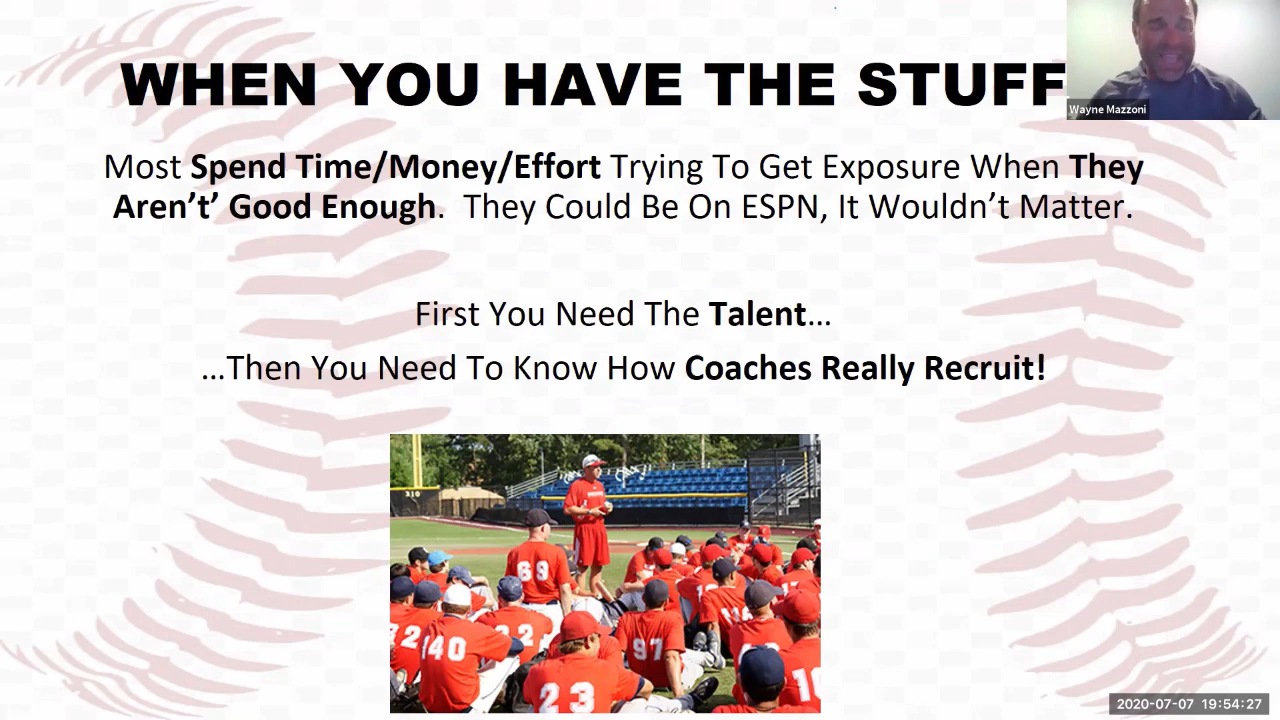 WHEN YOU HAVE THE STUFF
Wayne Mazzoni
Most Spend Time/Money/Effort Trying To Get Exposure When They
Aren’t’ Good Enough.  They Could Be On ESPN, It Wouldn’t Matter.
First You Need The Talent…
…Then You Need To Know How Coaches Really Recruit!
310
69
40
23
97
2020-07-07 19:54:27